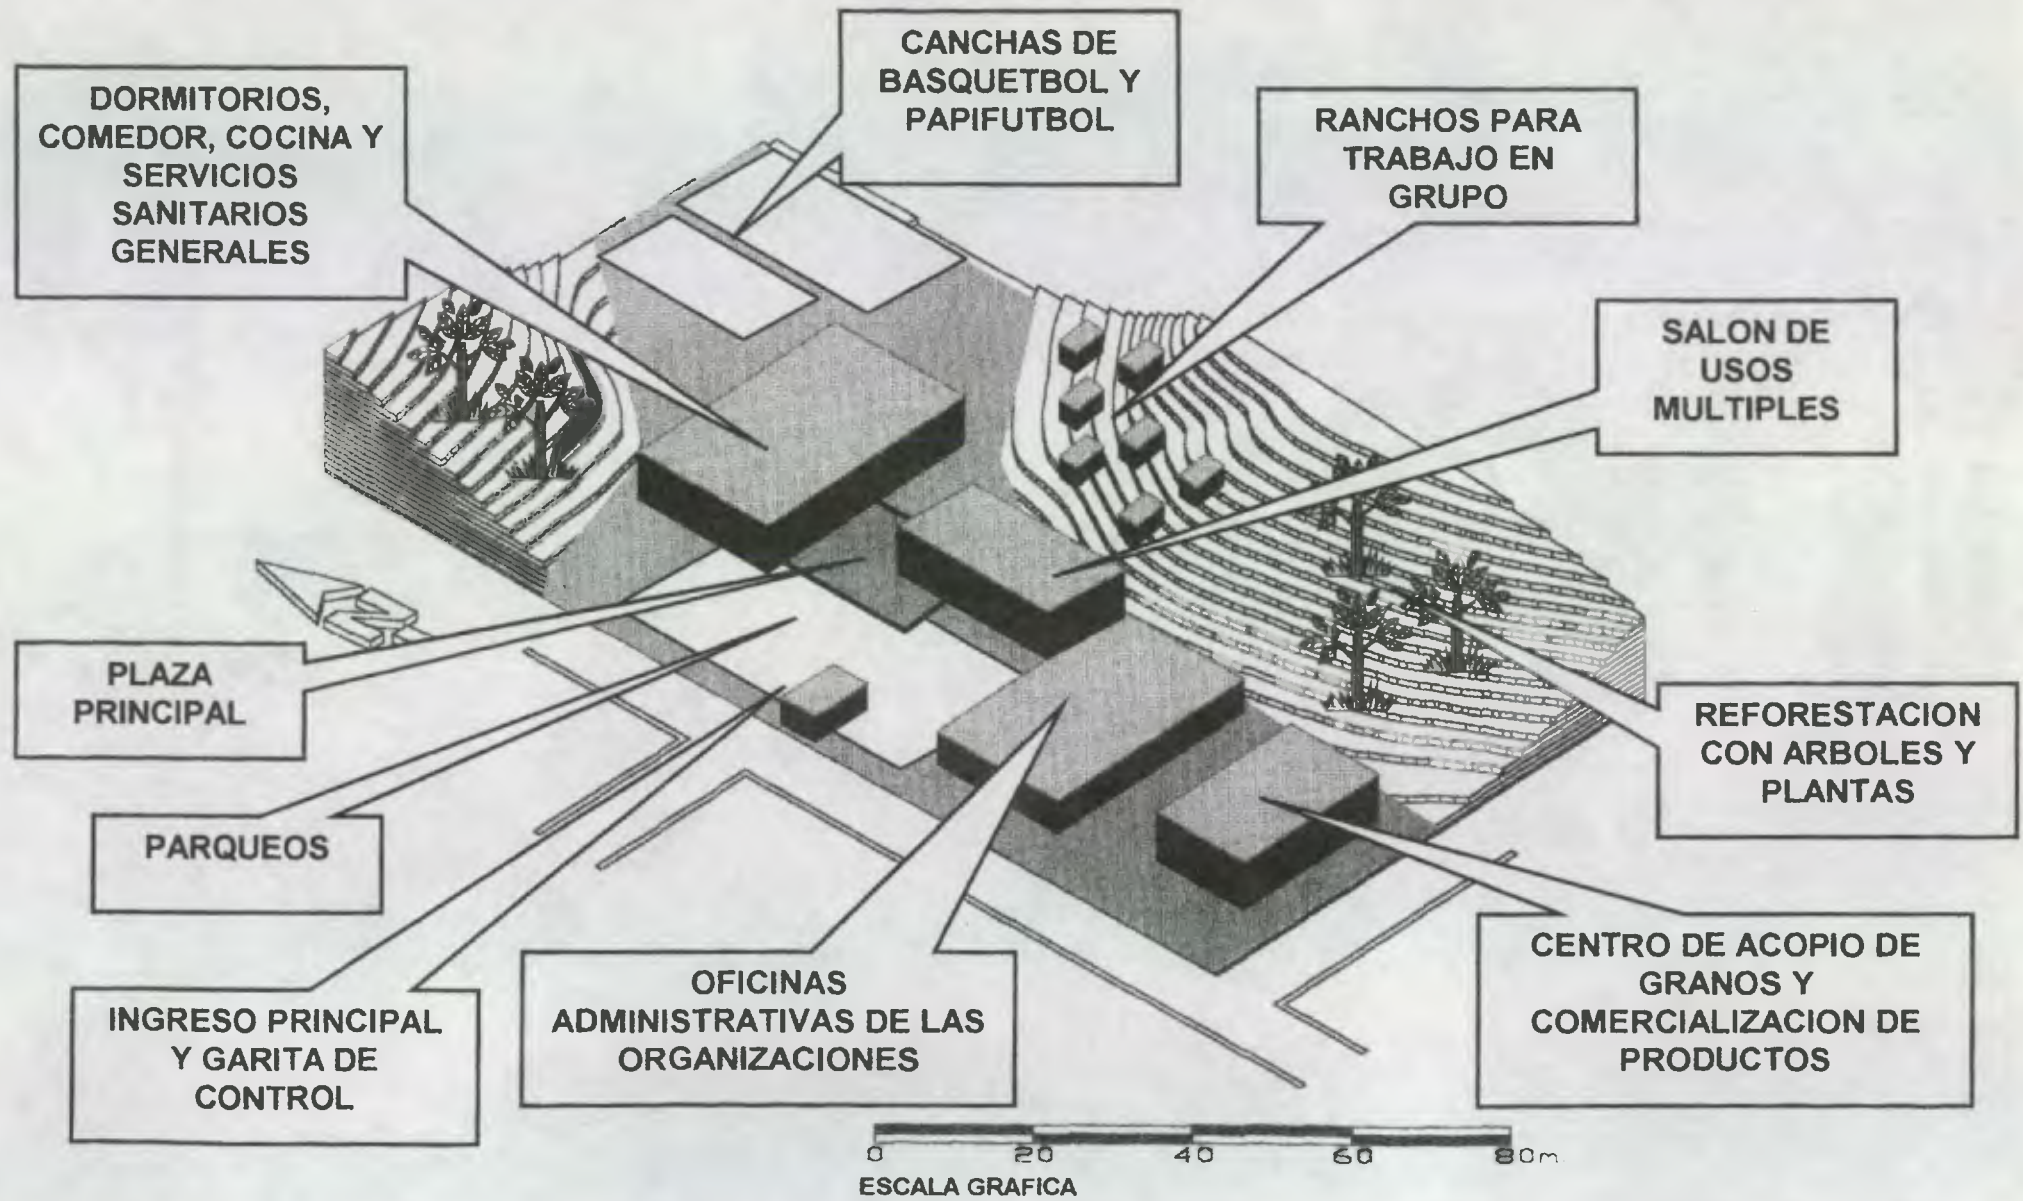 CANCHAS DE
BASQUETBOL Y
PAPIFUTBOL
DORMITORIOS,
COMEDOR, COCINA Y
SERVICIOS
SANITARIOS
GENERALES
RANCHOS PARA
TRABAJO EN
GRUPO
SALON DE
USOS
MULTIPLES
N
PLAZA
PRINCIPAL
REFORESTACION
CON ARBOLES Y
PLANTAS
PARQUEOS
INGRESO PRINCIPAL
Y GARITA DE
CONTROL
OFICINAS
ADMINISTRATIVAS DE LAS
ORGANIZACIONES
CENTRO DE ACOPIO DE
GRANOS Y
COMERCIALIZACION DE
PRODUCTOS
0 20 40 60 80m.
ESCALA GRAFICA